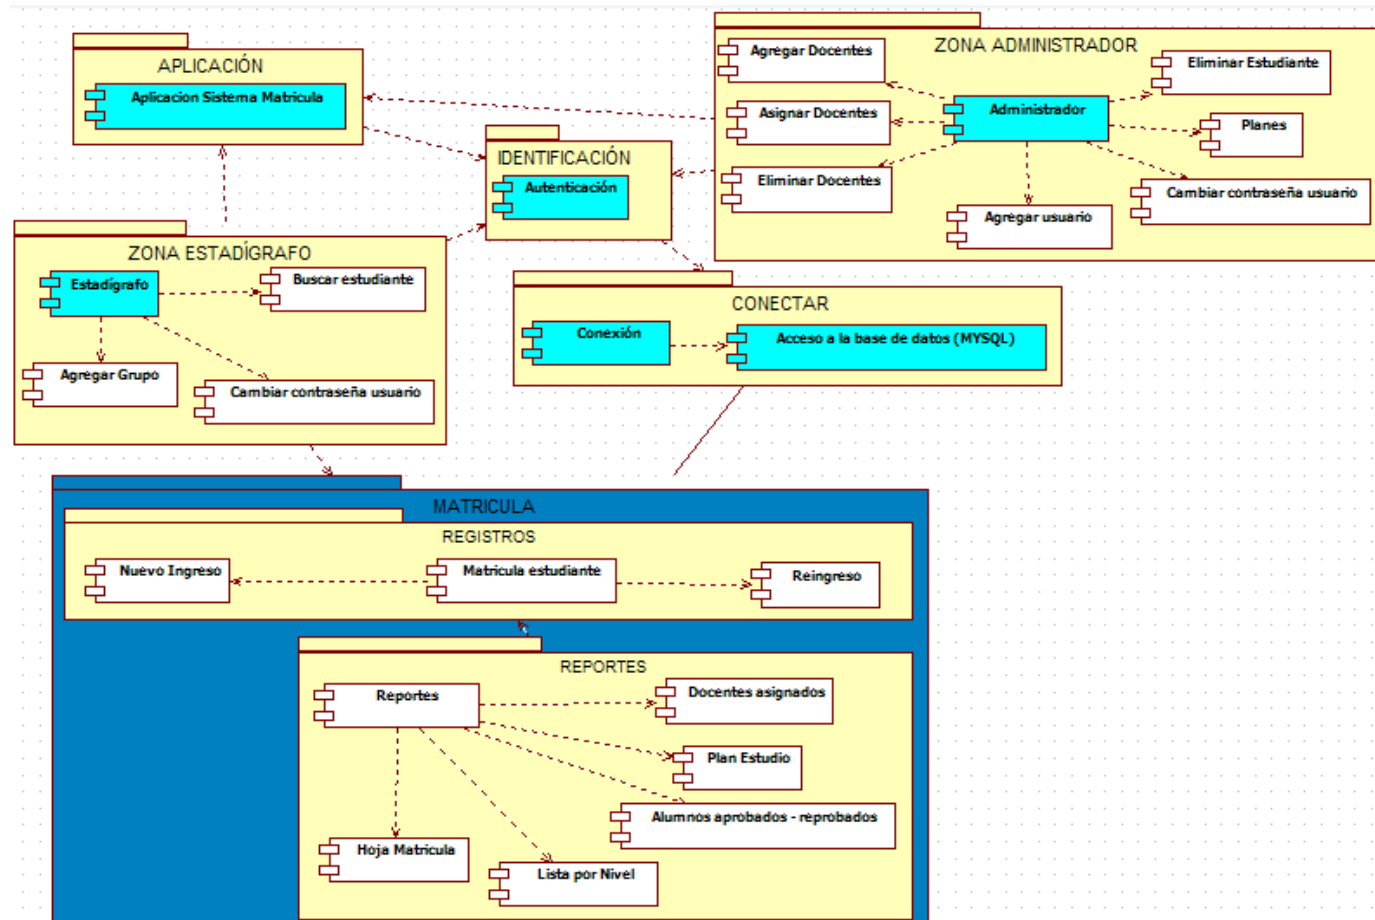 APLICACIÓN
Aplicacion Sistema Matricula
ZONA ADMINISTRADOR
Agregar Docentes
Eliminar Estudiante
Administrador
Asignar Docentes
Planes
Eliminar Docentes
Cambiar contraseña usuario
Agregar usuario
IDENTIFICACIÓN
Autenticación
ZONA ESTADÍGRAFO
Estadígrafo
Buscar estudiante
Agregar Grupo
Cambiar contraseña usuario
CONECTAR
Conexión
Acceso a la base de datos (MYSQL)
MATRICULA
REGISTROS
Nuevo Ingreso
Matricula estudiante
Reingreso
REPORTES
Reportes
Docentes asignados
Plan Estudio
Alumnos aprobados - reprobados
Hoja Matricula
Lista por Nivel